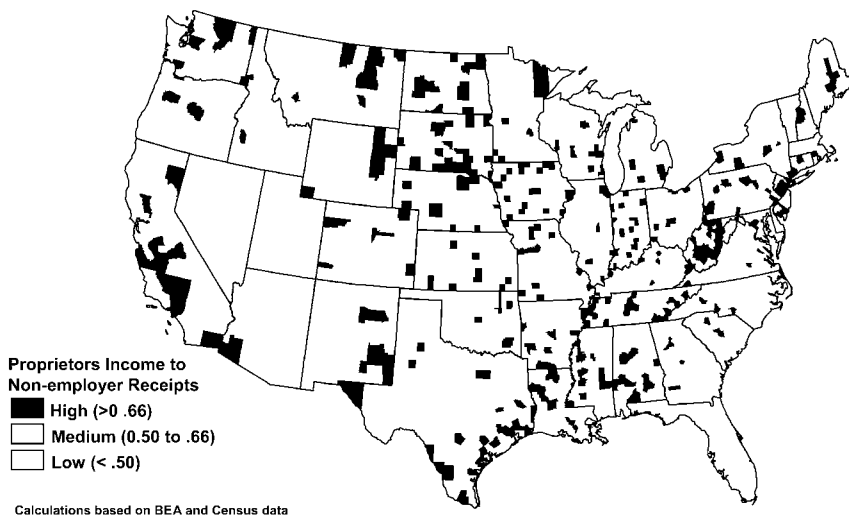 Proprietors Income to
Non-employer Receipts
High (>0 .66)
Medium (0.50 to .66)
Low (< .50)
Calculations based on BEA and Census data